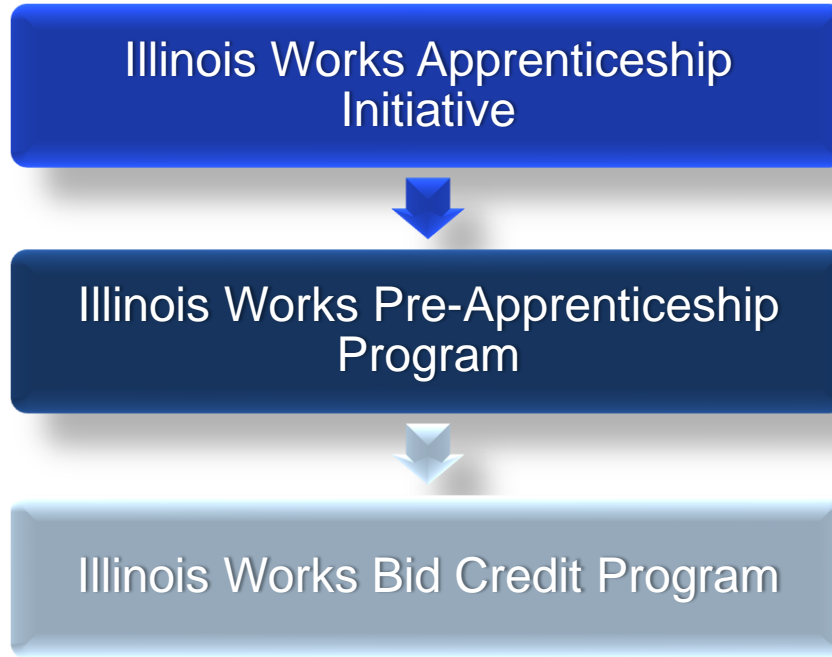 Illinois Works Apprenticeship
Initiative
Illinois Works Pre-Apprenticeship
Program
Illinois Works Bid Credit Program